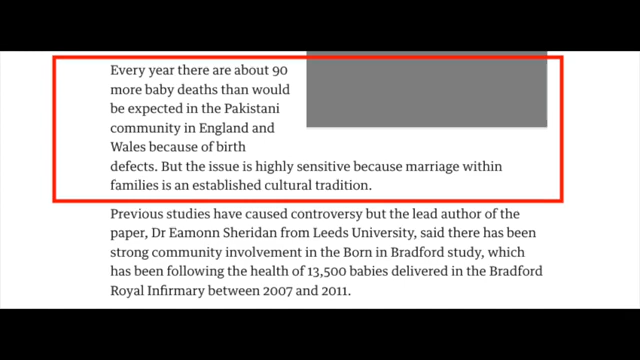 Every year there are about 90
more baby deaths than would
be expected in the Pakistani
community in England and
Wales because of birth
defects. But the issue is highly sensitive because marriage within
families is an established cultural tradition.
Previous studies have caused controversy but the lead author of the
paper, Dr Eamonn Sheridan from Leeds University, said there has been
strong community involvement in the Born in Bradford study, which
has been following the health of 13,500 babies delivered in the Bradford
Royal Infirmary between 2007 and 2011.